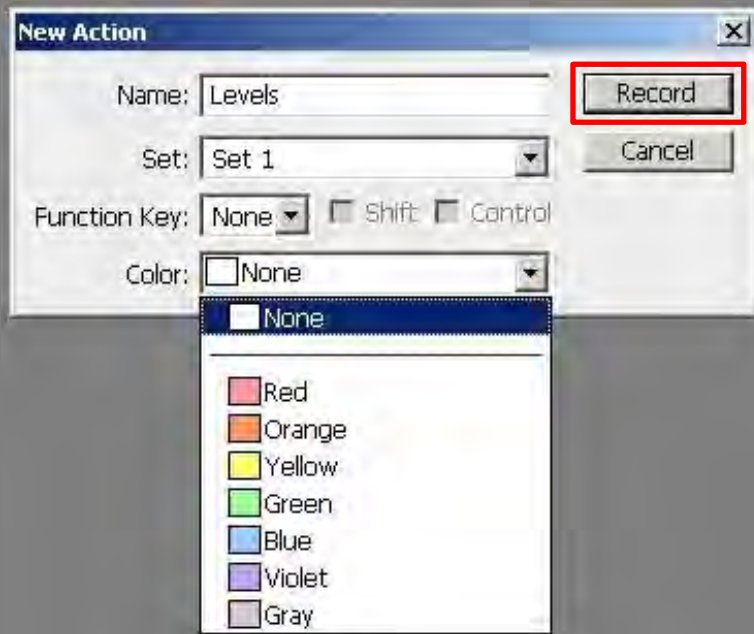 New Action
Name: Levels
Record
Set: Set 1
Cancel
Function Key: None Shift Control
Color: None
None
Red
Orange
Yellow
Green
Blue
Violet
Gray